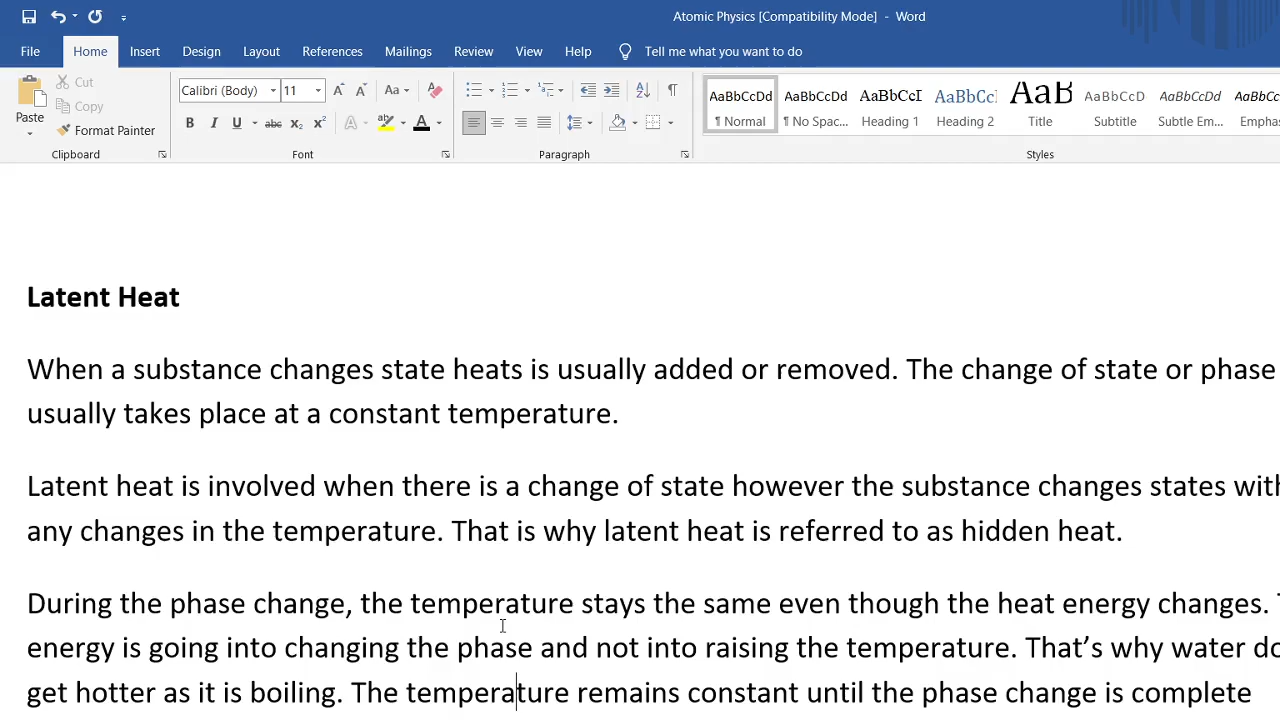 Atomic Physics [Compatibility Mode] - Word
File Home Insert Design Layout References Mailings Review View Help Tell me what you want to do
Paste
Cut
Copy
Format Painter
Clipboard
Calibri (Body) 11
Font
Paragraph
AaBbCcDd AaBbCcDd AaBbCcI AaBbCcI AaB AaBbCcD AaBbCcDd AaBbCc
¶ Normal ¶ No Spac... Heading 1 Heading 2 Title Subtitle Subtle Em... Emphas
Styles
Latent Heat
When a substance changes state heats is usually added or removed. The change of state or phase
usually takes place at a constant temperature.
Latent heat is involved when there is a change of state however the substance changes states with
any changes in the temperature. That is why latent heat is referred to as hidden heat.
During the phase change, the temperature stays the same even though the heat energy changes.
energy is going into changing the phase and not into raising the temperature. That’s why water do
get hotter as it is boiling. The temperature remains constant until the phase change is complete